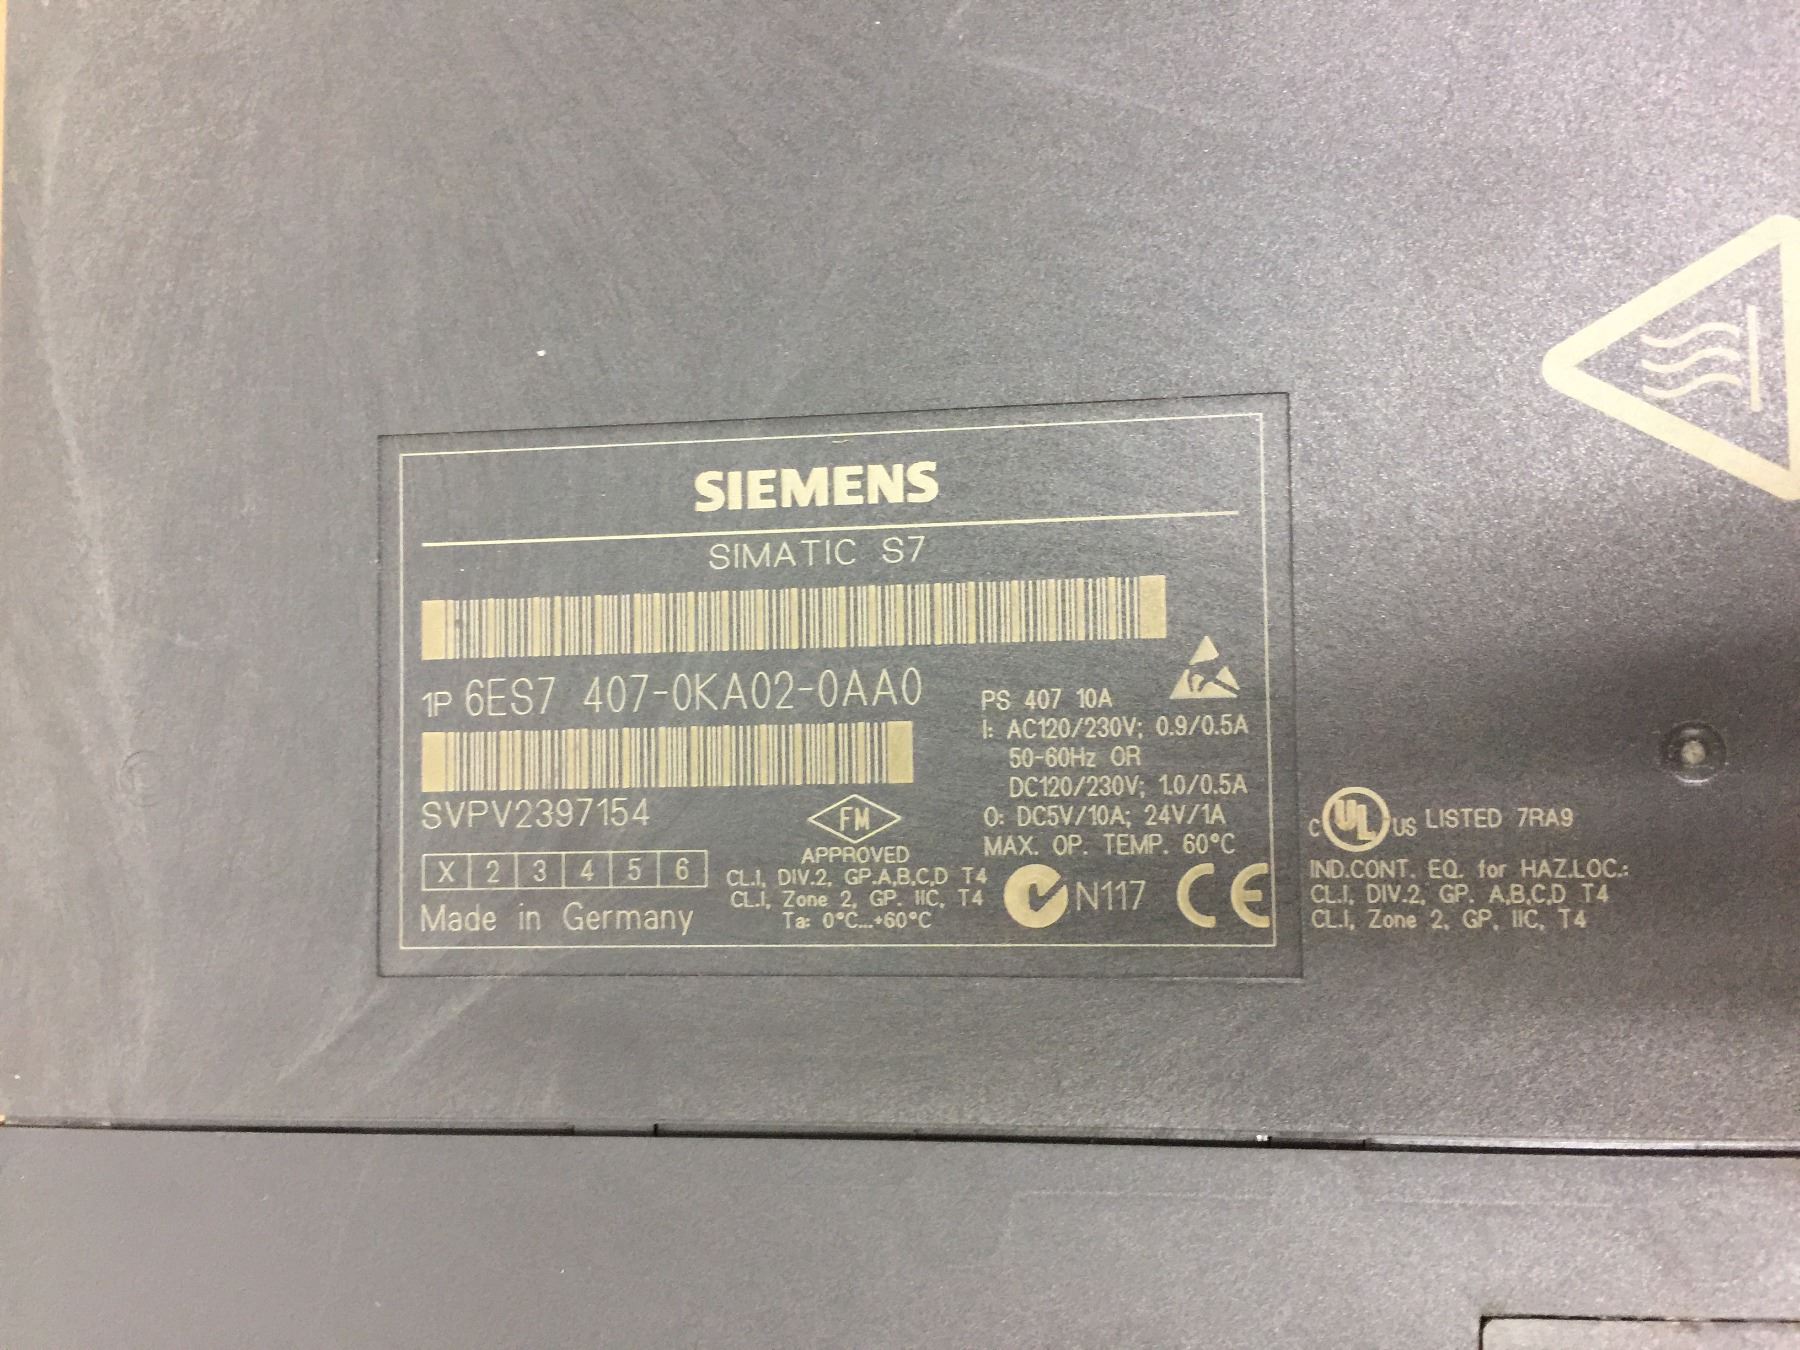 SIEMENS
SIMATIC S7
1P 6ES7 407-0KA02-0AA0
SVPV2397154
X 2 3 4 5 6
Made in Germany
FM
APPROVED
CL.I, DIV.2, GP.A,B,C,D T4
CL.I, Zone 2, GP. IIC, T4
Ta: 0°C...+60°C
PS 407 10A
I: AC120/230V; 0.9/0.5A
50-60Hz OR
DC120/230V; 1.0/0.5A
O: DC5V/10A; 24V/1A
MAX. OP. TEMP. 60°C
N117 CE
C UL US LISTED 7RA9
IND.CONT. EQ. for HAZ.LOC.:
CL.I, DIV.2, GP. A,B,C,D T4
CL.I, Zone 2, GP, IIC, T4